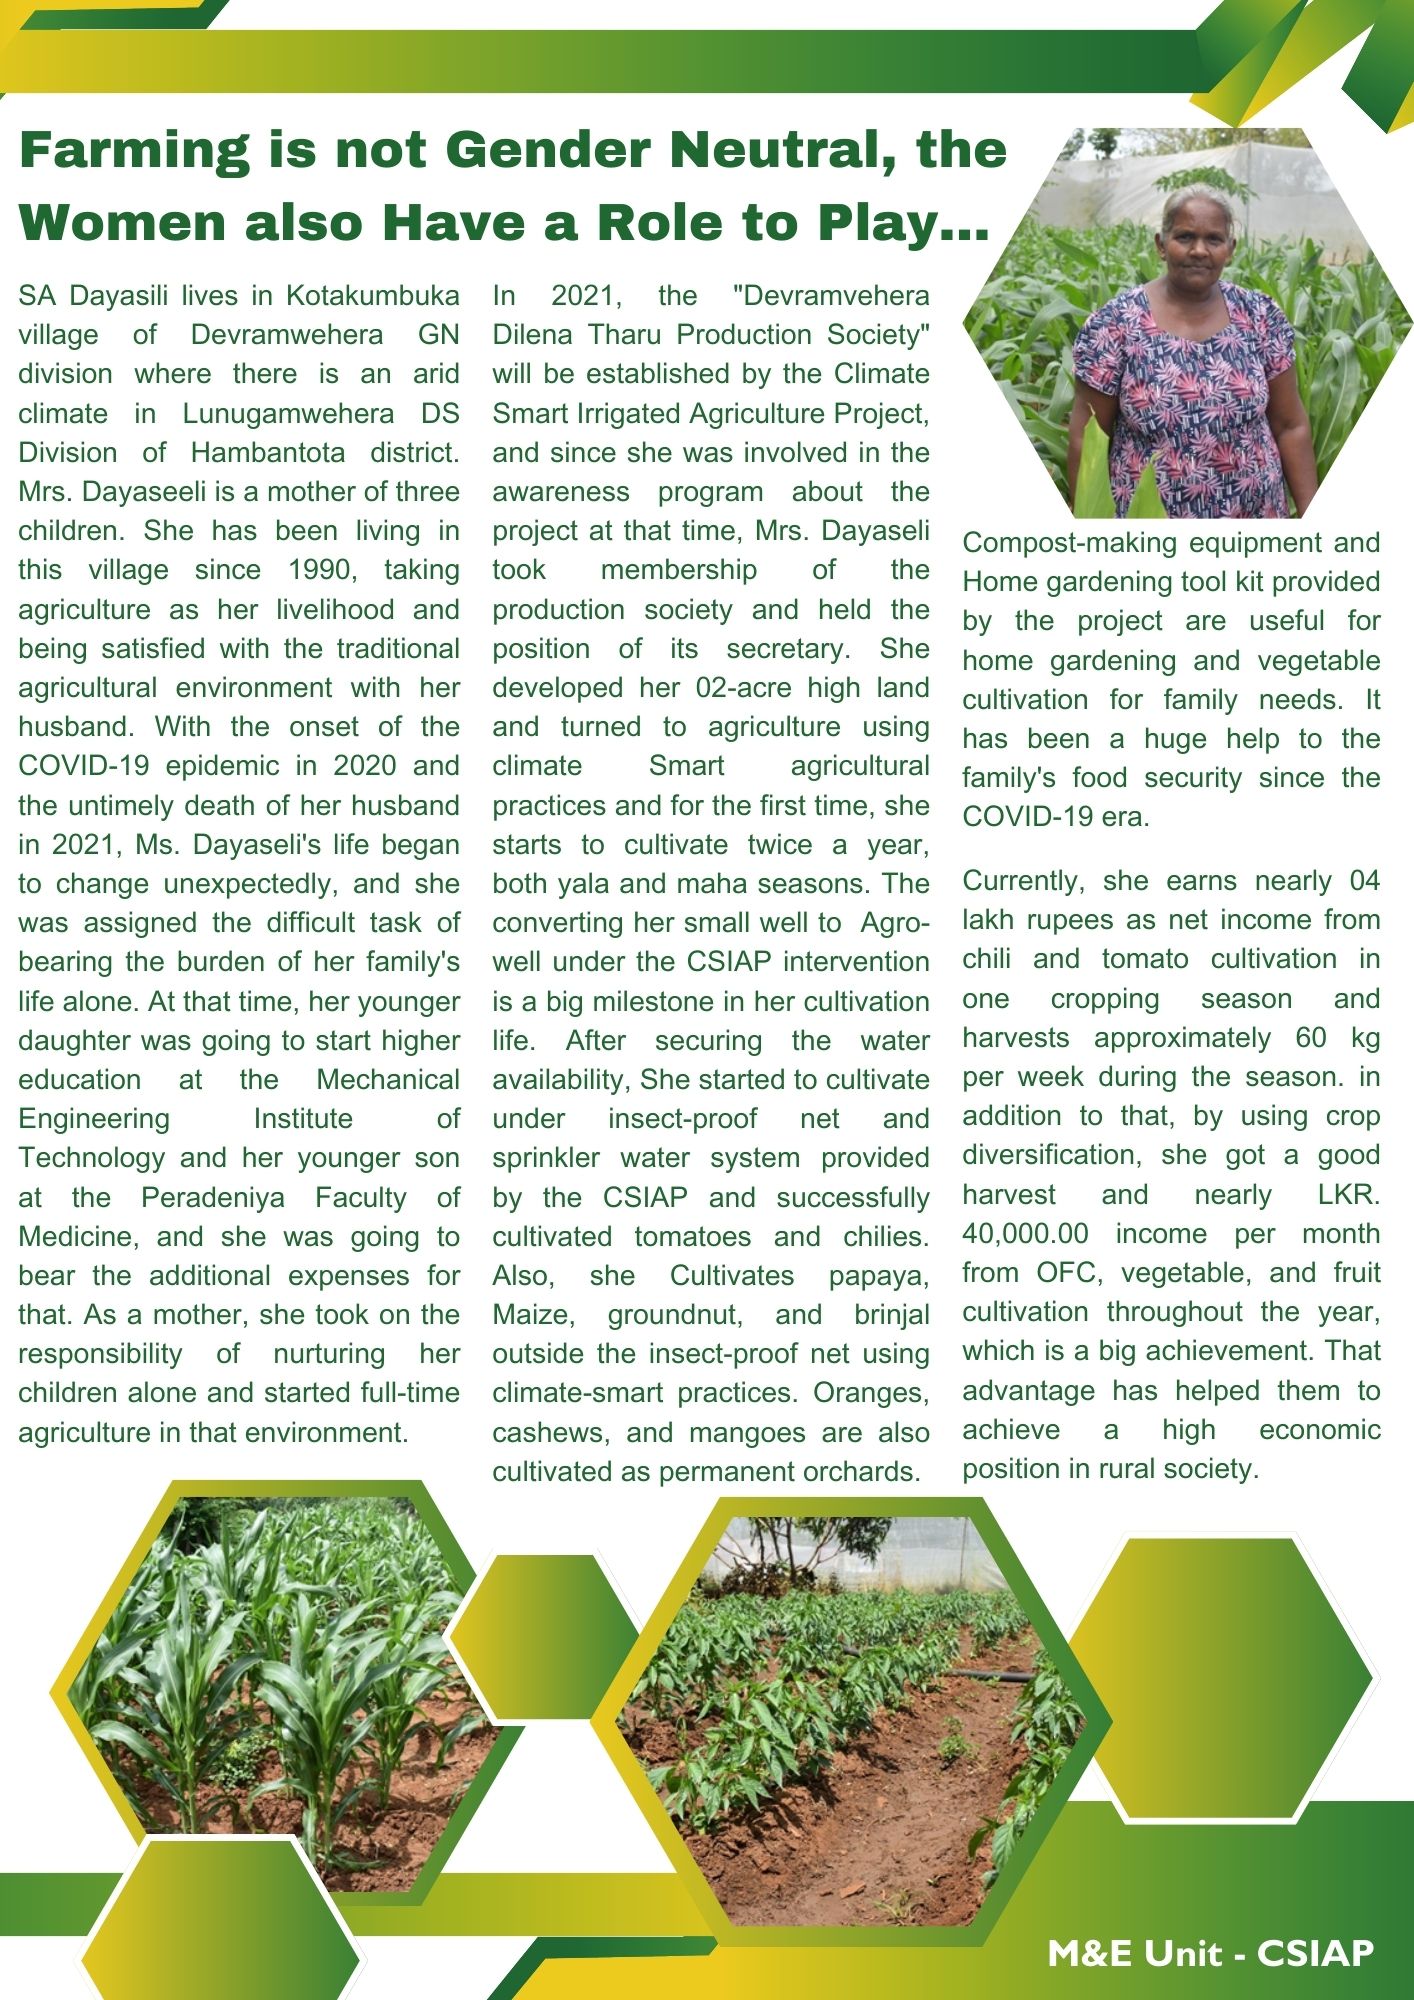 Farming is not Gender Neutral, the
Women also Have a Role to Play...
SA Dayasili lives in Kotakumbuka
village of Devramwehera GN
division where there is an arid
climate in Lunugamwehera DS
Division of Hambantota district.
Mrs. Dayaseeli is a mother of three
children. She has been living in
this village since 1990, taking
agriculture as her livelihood and
being satisfied with the traditional
agricultural environment with her
husband. With the onset of the
COVID-19 epidemic in 2020 and
the untimely death of her husband
in 2021, Ms. Dayaseli's life began
to change unexpectedly, and she
was assigned the difficult task of
bearing the burden of her family's
life alone. At that time, her younger
daughter was going to start higher
education at the Mechanical
Engineering Institute of
Technology and her younger son
at the Peradeniya Faculty of
Medicine, and she was going to
bear the additional expenses for
that. As a mother, she took on the
responsibility of nurturing her
children alone and started full-time
agriculture in that environment.
In 2021, the "Devramvehera
Dilena Tharu Production Society"
will be established by the Climate
Smart Irrigated Agriculture Project,
and since she was involved in the
awareness program about the
project at that time, Mrs. Dayaseli
took membership of the
production society and held the
position of its secretary. She
developed her 02-acre high land
and turned to agriculture using
climate Smart agricultural
practices and for the first time, she
starts to cultivate twice a year,
both yala and maha seasons. The
converting her small well to Agro-
well under the CSIAP intervention
is a big milestone in her cultivation
life. After securing the water
availability, She started to cultivate
under insect-proof net and
sprinkler water system provided
by the CSIAP and successfully
cultivated tomatoes and chilies.
Also, she Cultivates papaya,
Maize, groundnut, and brinjal
outside the insect-proof net using
climate-smart practices. Oranges,
cashews, and mangoes are also
cultivated as permanent orchards.
Compost-making equipment and
Home gardening tool kit provided
by the project are useful for
home gardening and vegetable
cultivation for family needs. It
has been a huge help to the
family's food security since the
COVID-19 era.
Currently, she earns nearly 04
lakh rupees as net income from
chili and tomato cultivation in
one cropping season and
harvests approximately 60 kg
per week during the season. in
addition to that, by using crop
diversification, she got a good
harvest and nearly LKR.
40,000.00 income per month
from OFC, vegetable, and fruit
cultivation throughout the year,
which is a big achievement. That
advantage has helped them to
achieve a high economic
position in rural society.
M&E Unit - CSIAP